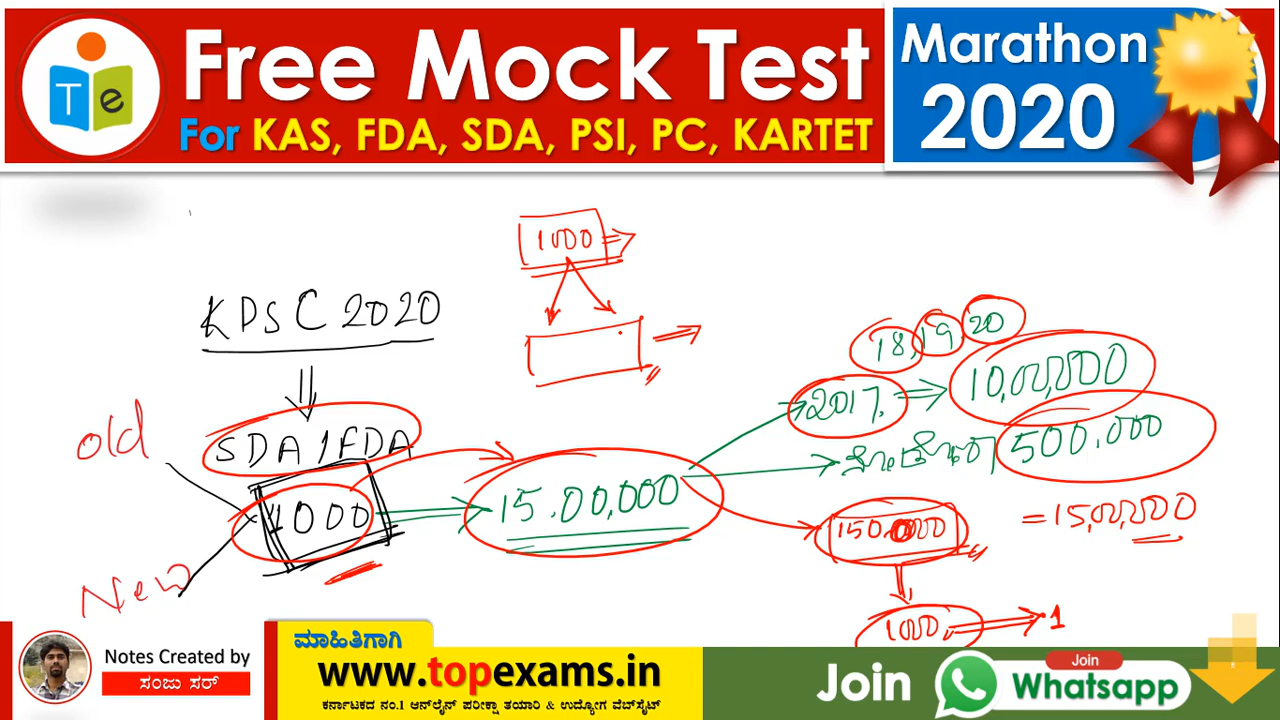 Te
Free Mock Test
For KAS, FDA, SDA, PSI, PC, KARTET
Marathon
2020
1000
KPSC 2020
18, 19, 20
2017. ⇒ 10,00,000
old
SDA / FDA
500.000
1000
15.00,000
150.000
= 15,00,000
New
1000, 1
Notes Created by
ಸಂಜು ಸರ್
ಮಾಹಿತಿಗಾಗಿ
www.topexams.in
ಕರ್ನಾಟಕದ ನಂ.1 ಆನ್‌ಲೈನ್ ಪರೀಕ್ಷಾ ತಯಾರಿ & ಉದ್ಯೋಗ ವೆಬ್‌ಸೈಟ್
Join
Join
Whatsapp